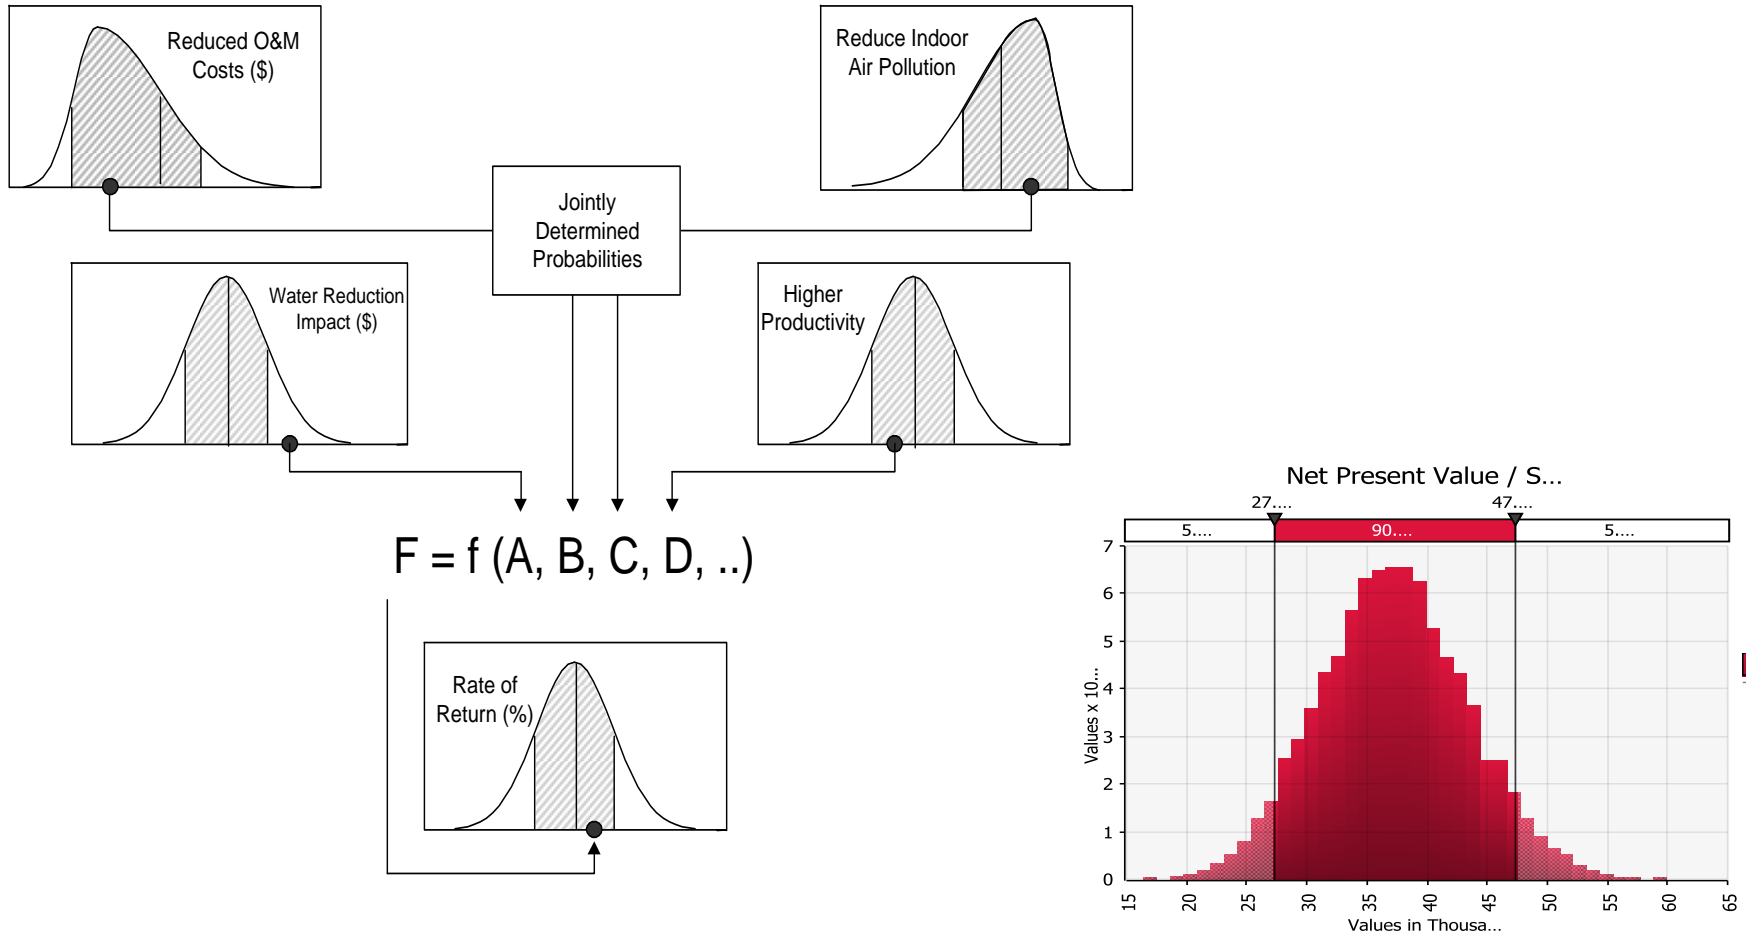 Reduced O&M
Costs ($)
Reduce Indoor
Air Pollution
Jointly
Determined
Probabilities
Water Reduction
Impact ($)
Higher
Productivity
F = f (A, B, C, D, ..)
Rate of
Return (%)
Net Present Value / S...
27.... 47....
5.... 90.... 5....
Values x 10...
7
6
5
4
3
2
1
0
15 20 25 30 35 40 45 50 55 60 65
Values in Thousa...